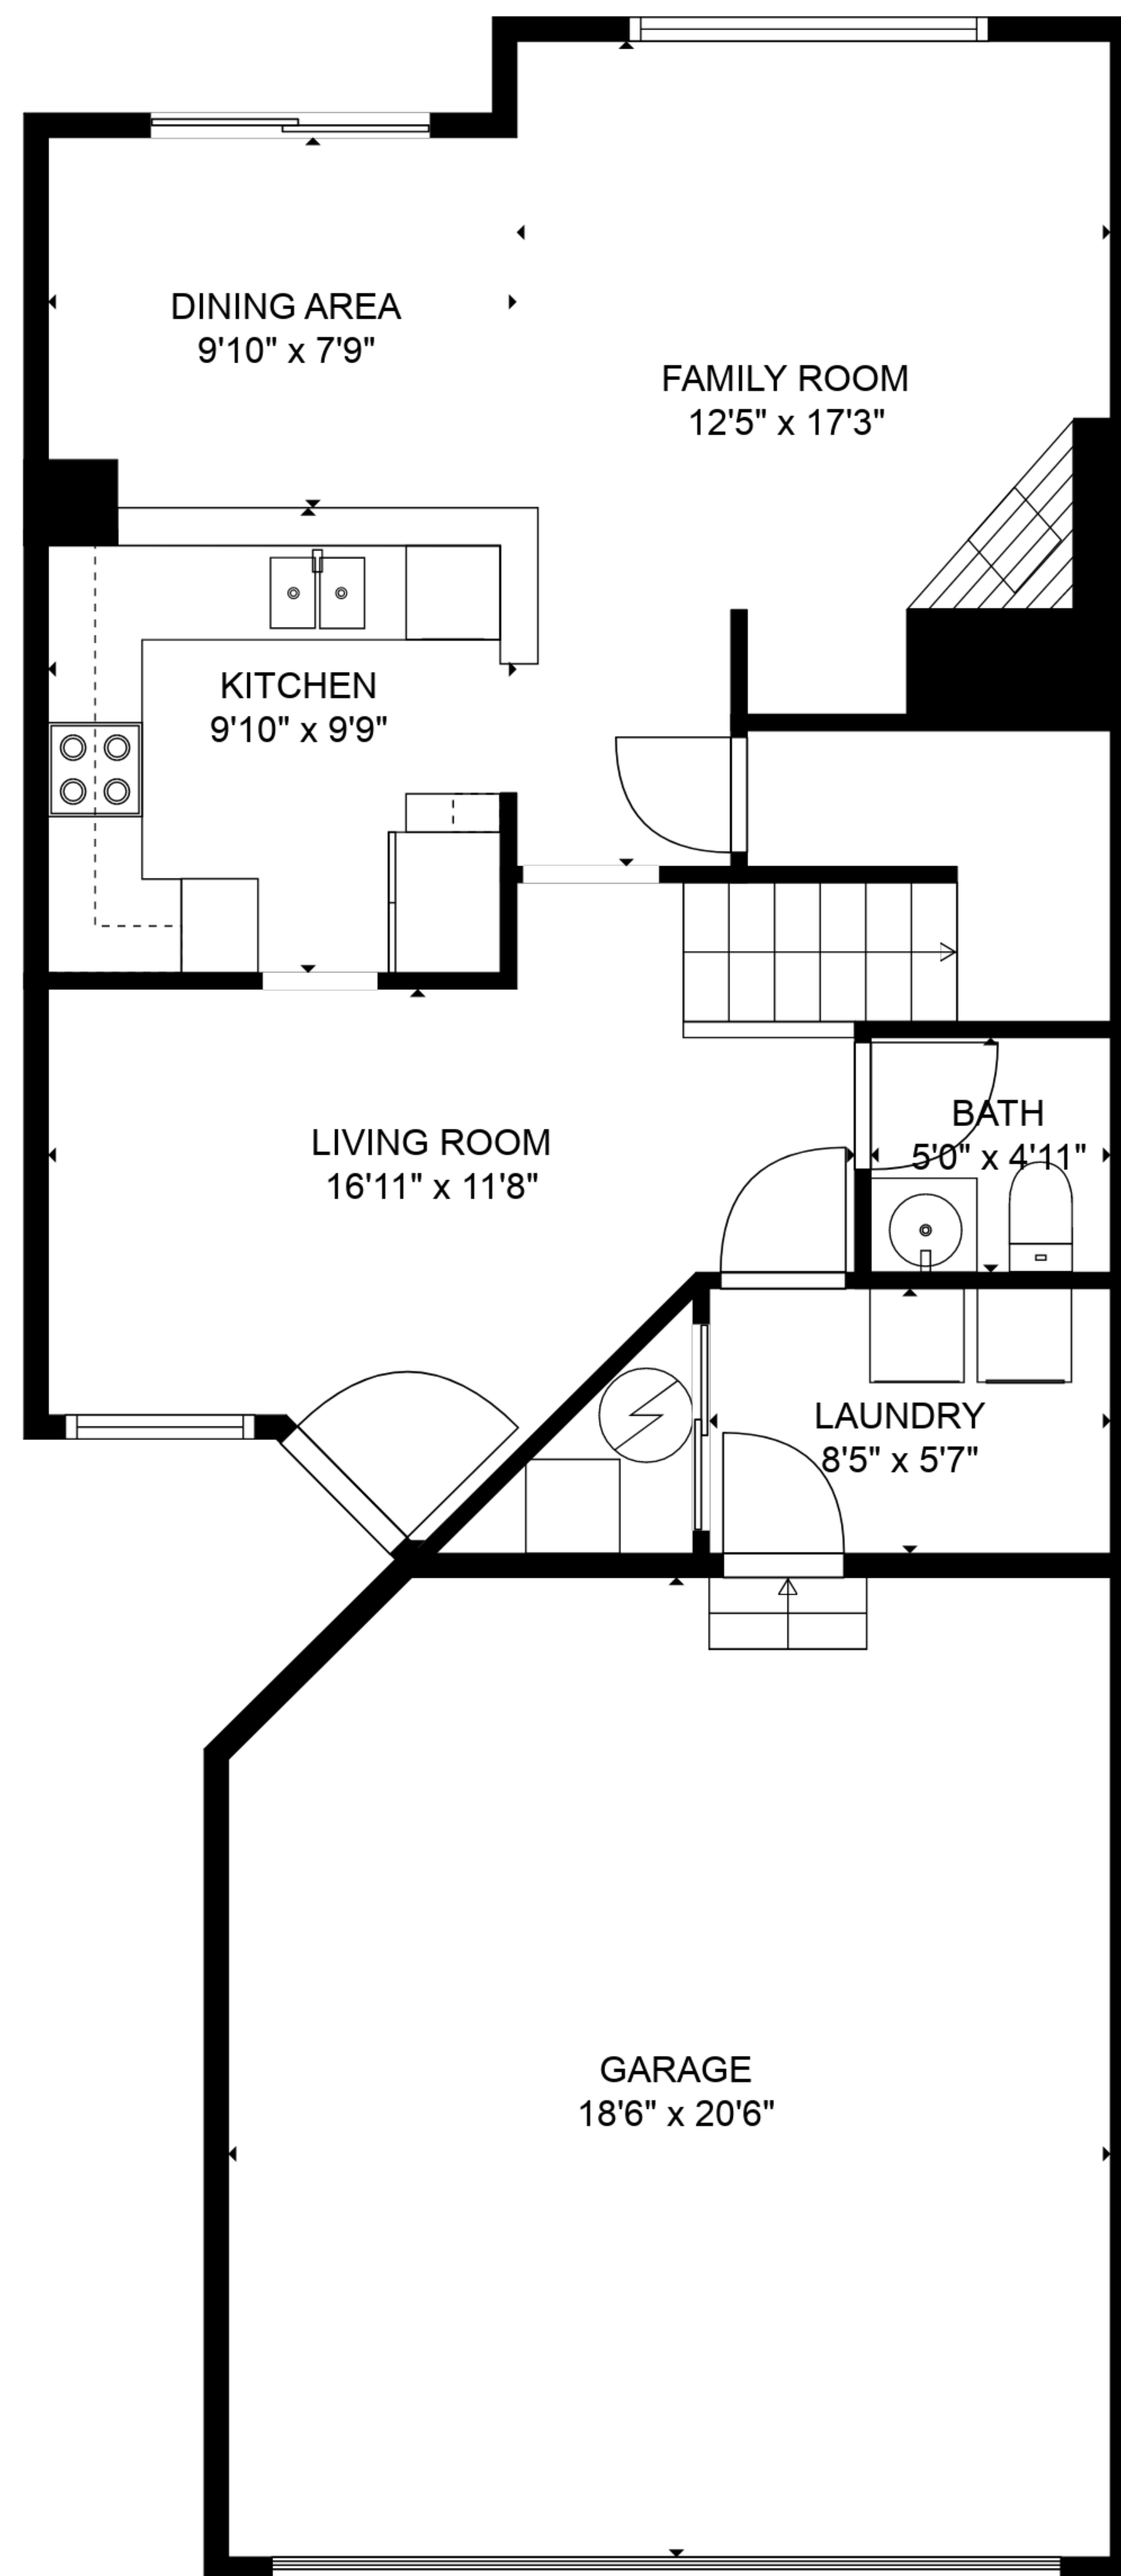 DINING AREA
9'10" x 7'9"
FAMILY ROOM
12'5" x 17'3"
KITCHEN
9'10" x 9'9"
LIVING ROOM
16'11" x 11'8"
BATH
5'0" x 4'11"
LAUNDRY
8'5" x 5'7"
GARAGE
18'6" x 20'6"